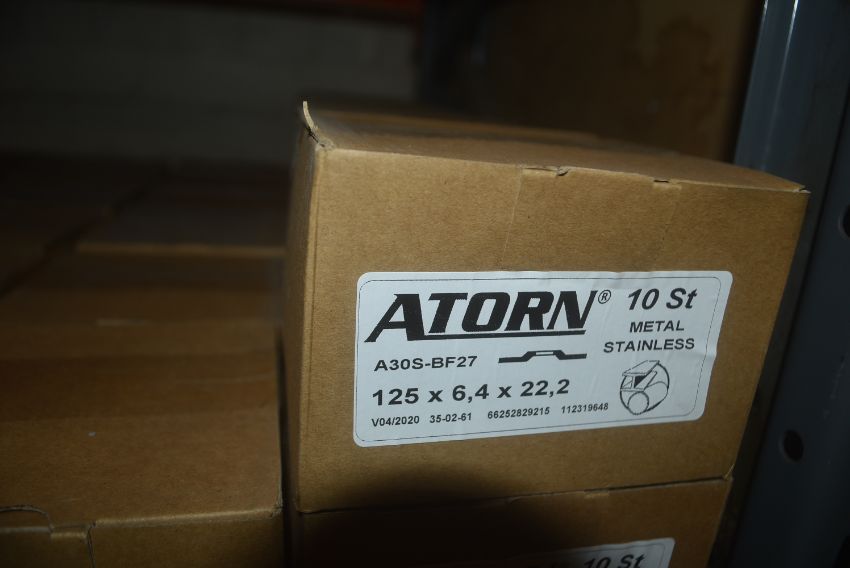 ATORN® 10 St
METAL
STAINLESS
A30S-BF27
125 x 6,4 x 22,2
V04/2020 35-02-61 66252829215 112319648
10 St